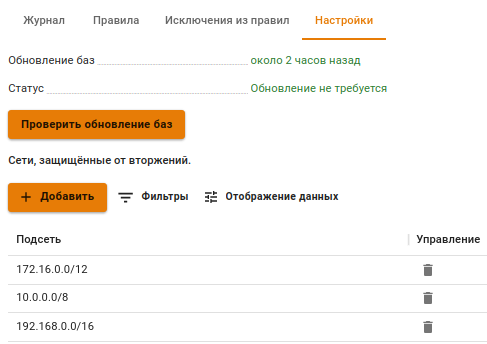 Журнал Правила Исключения из правил Настройки
Обновление баз около 2 часов назад
Статус Обновление не требуется
Проверить обновление баз
Сети, защищённые от вторжений.
+ Добавить Фильтры Отображение данных
Подсеть Управление
172.16.0.0/12
10.0.0.0/8
192.168.0.0/16